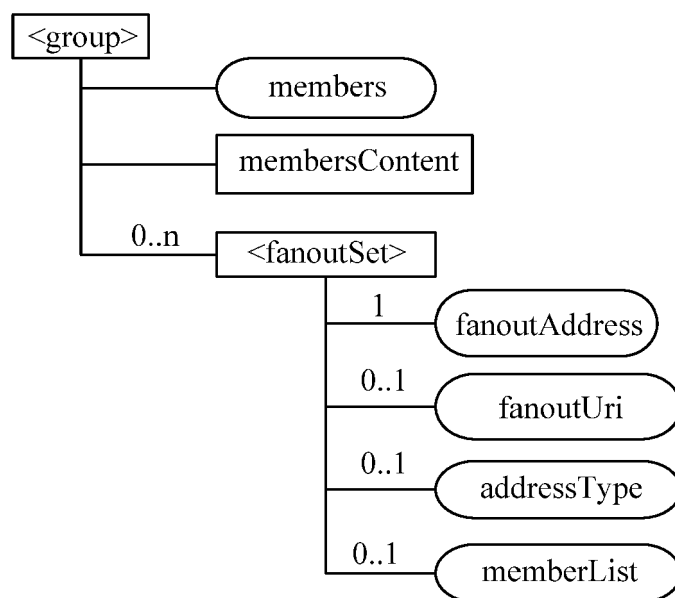 <group>
members
membersContent
0..n
<fanoutSet>
1
fanoutAddress
0..1
fanoutUri
0..1
addressType
0..1
memberList